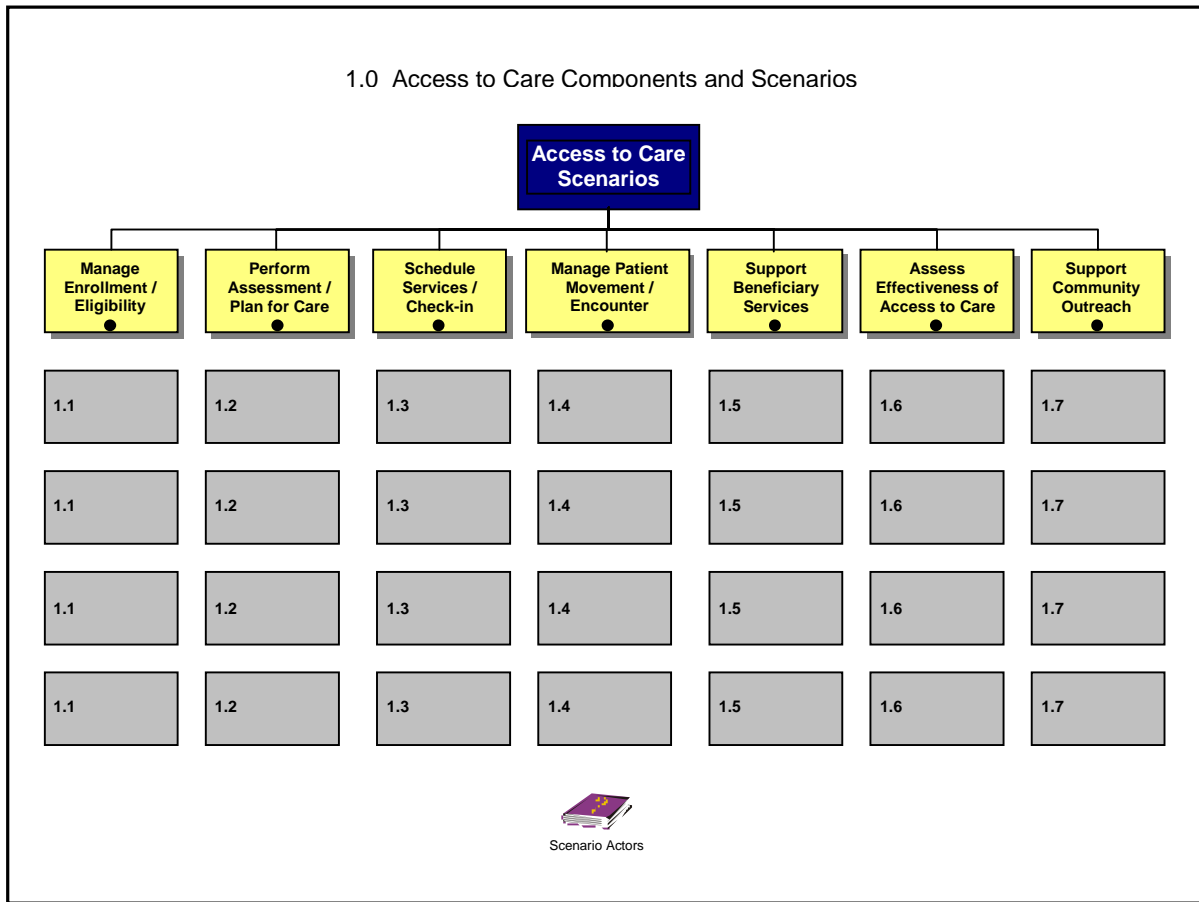 1.0 Access to Care Components and Scenarios
Access to Care
Scenarios
Manage
Enrollment /
Eligibility
Perform
Assessment /
Plan for Care
Schedule
Services /
Check-in
Manage Patient
Movement /
Encounter
Support
Beneficiary
Services
Assess
Effectiveness of
Access to Care
Support
Community
Outreach
1.1
1.2
1.3
1.4
1.5
1.6
1.7
1.1
1.2
1.3
1.4
1.5
1.6
1.7
1.1
1.2
1.3
1.4
1.5
1.6
1.7
1.1
1.2
1.3
1.4
1.5
1.6
1.7
Scenario Actors